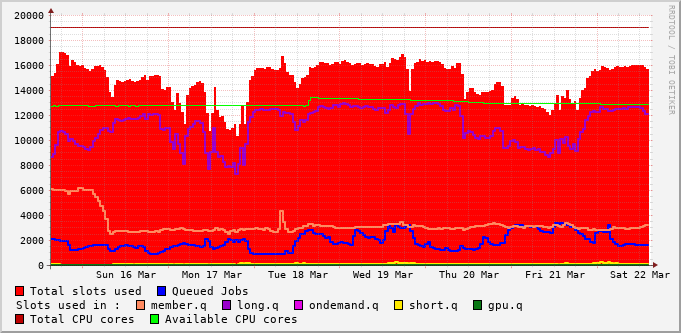 20000
18000
16000
14000
12000
10000
8000
6000
4000
2000
0
Sun 16 Mar Mon 17 Mar Tue 18 Mar Wed 19 Mar Thu 20 Mar Fri 21 Mar Sat 22 Mar
RRDTOOL / TOBI OETIKER
Total slots used Queued Jobs
Slots used in : member.q long.q ondemand.q short.q gpu.q
Total CPU cores Available CPU cores